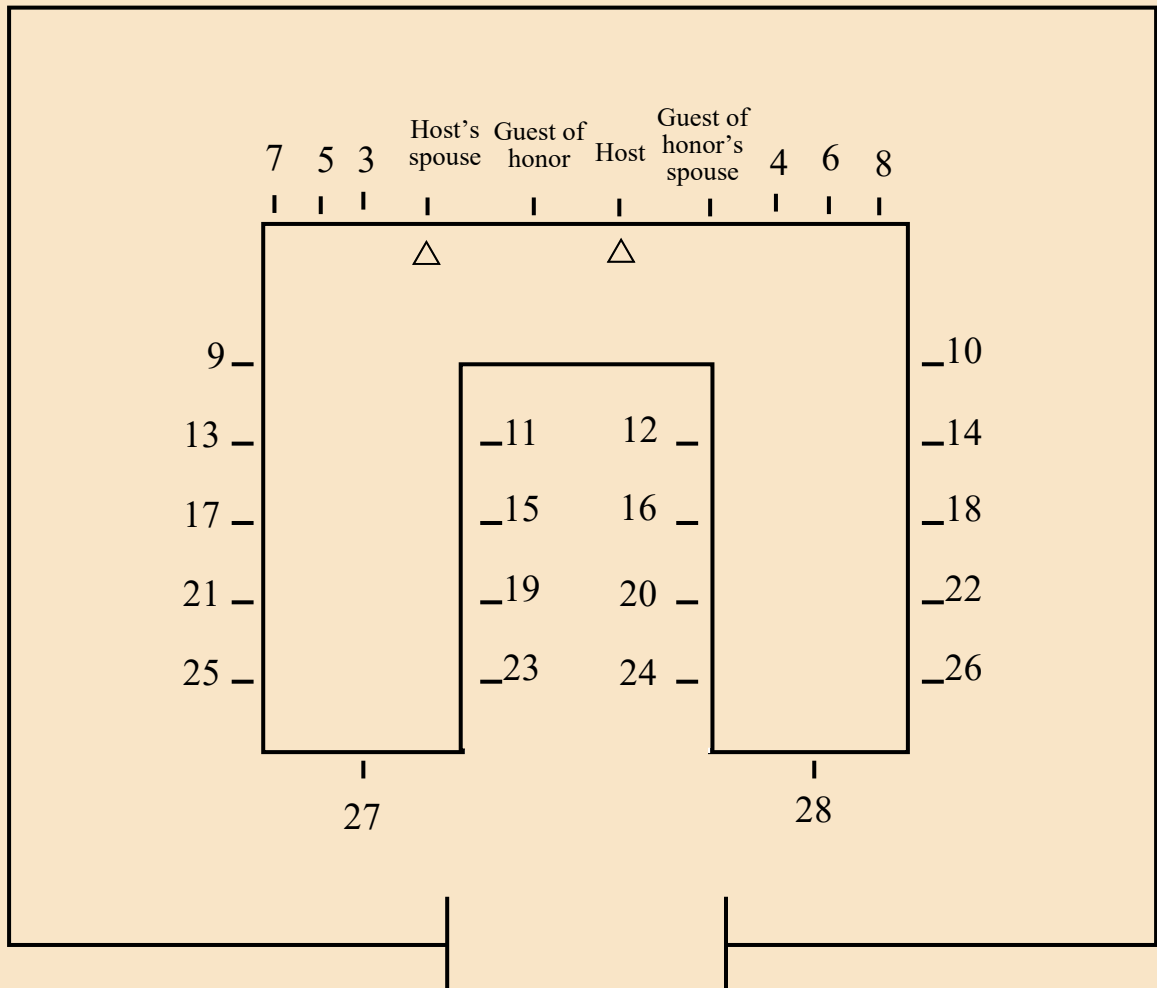 Host’s
spouse
Guest of
honor
Host
Guest of
honor’s
spouse
7 5 3 4 6 8
9 10
13 11 12 14
17 15 16 18
21 19 20 22
25 23 24 26
27 28